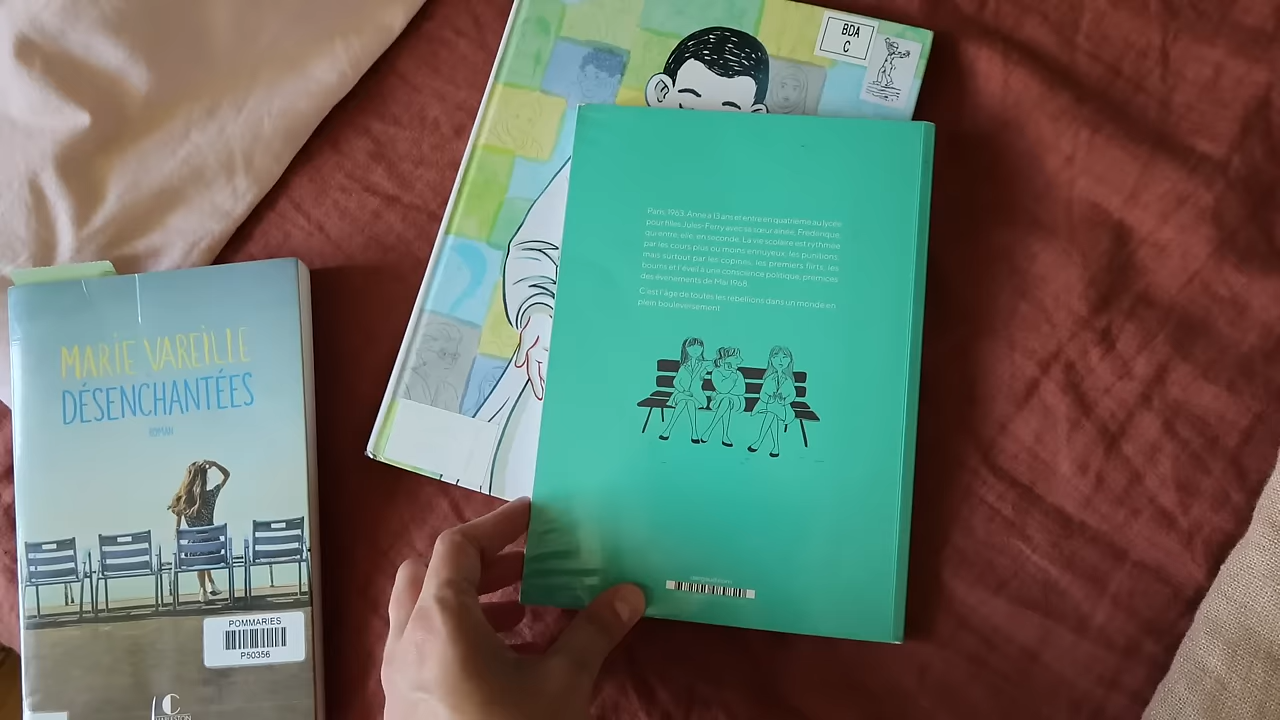 BDA
C
Paris, 1963. Anne a 13 ans et entre en quatrième au lycée
pour filles Jules-Ferry avec sa sœur aînée, Frédérique,
qui entre, elle, en seconde. La vie scolaire est rythmée
par les cours plus ou moins ennuyeux, les punitions,
mais surtout par les copines, les premiers flirts, les
boums et l'éveil à une conscience politique, prémices
des événements de Mai 1968.
C'est l'âge de toutes les rébellions dans un monde en
plein bouleversement.
MARIE VAREILLE
DÉSENCHANTÉES
ROMAN
POMMARIES
P50356
C